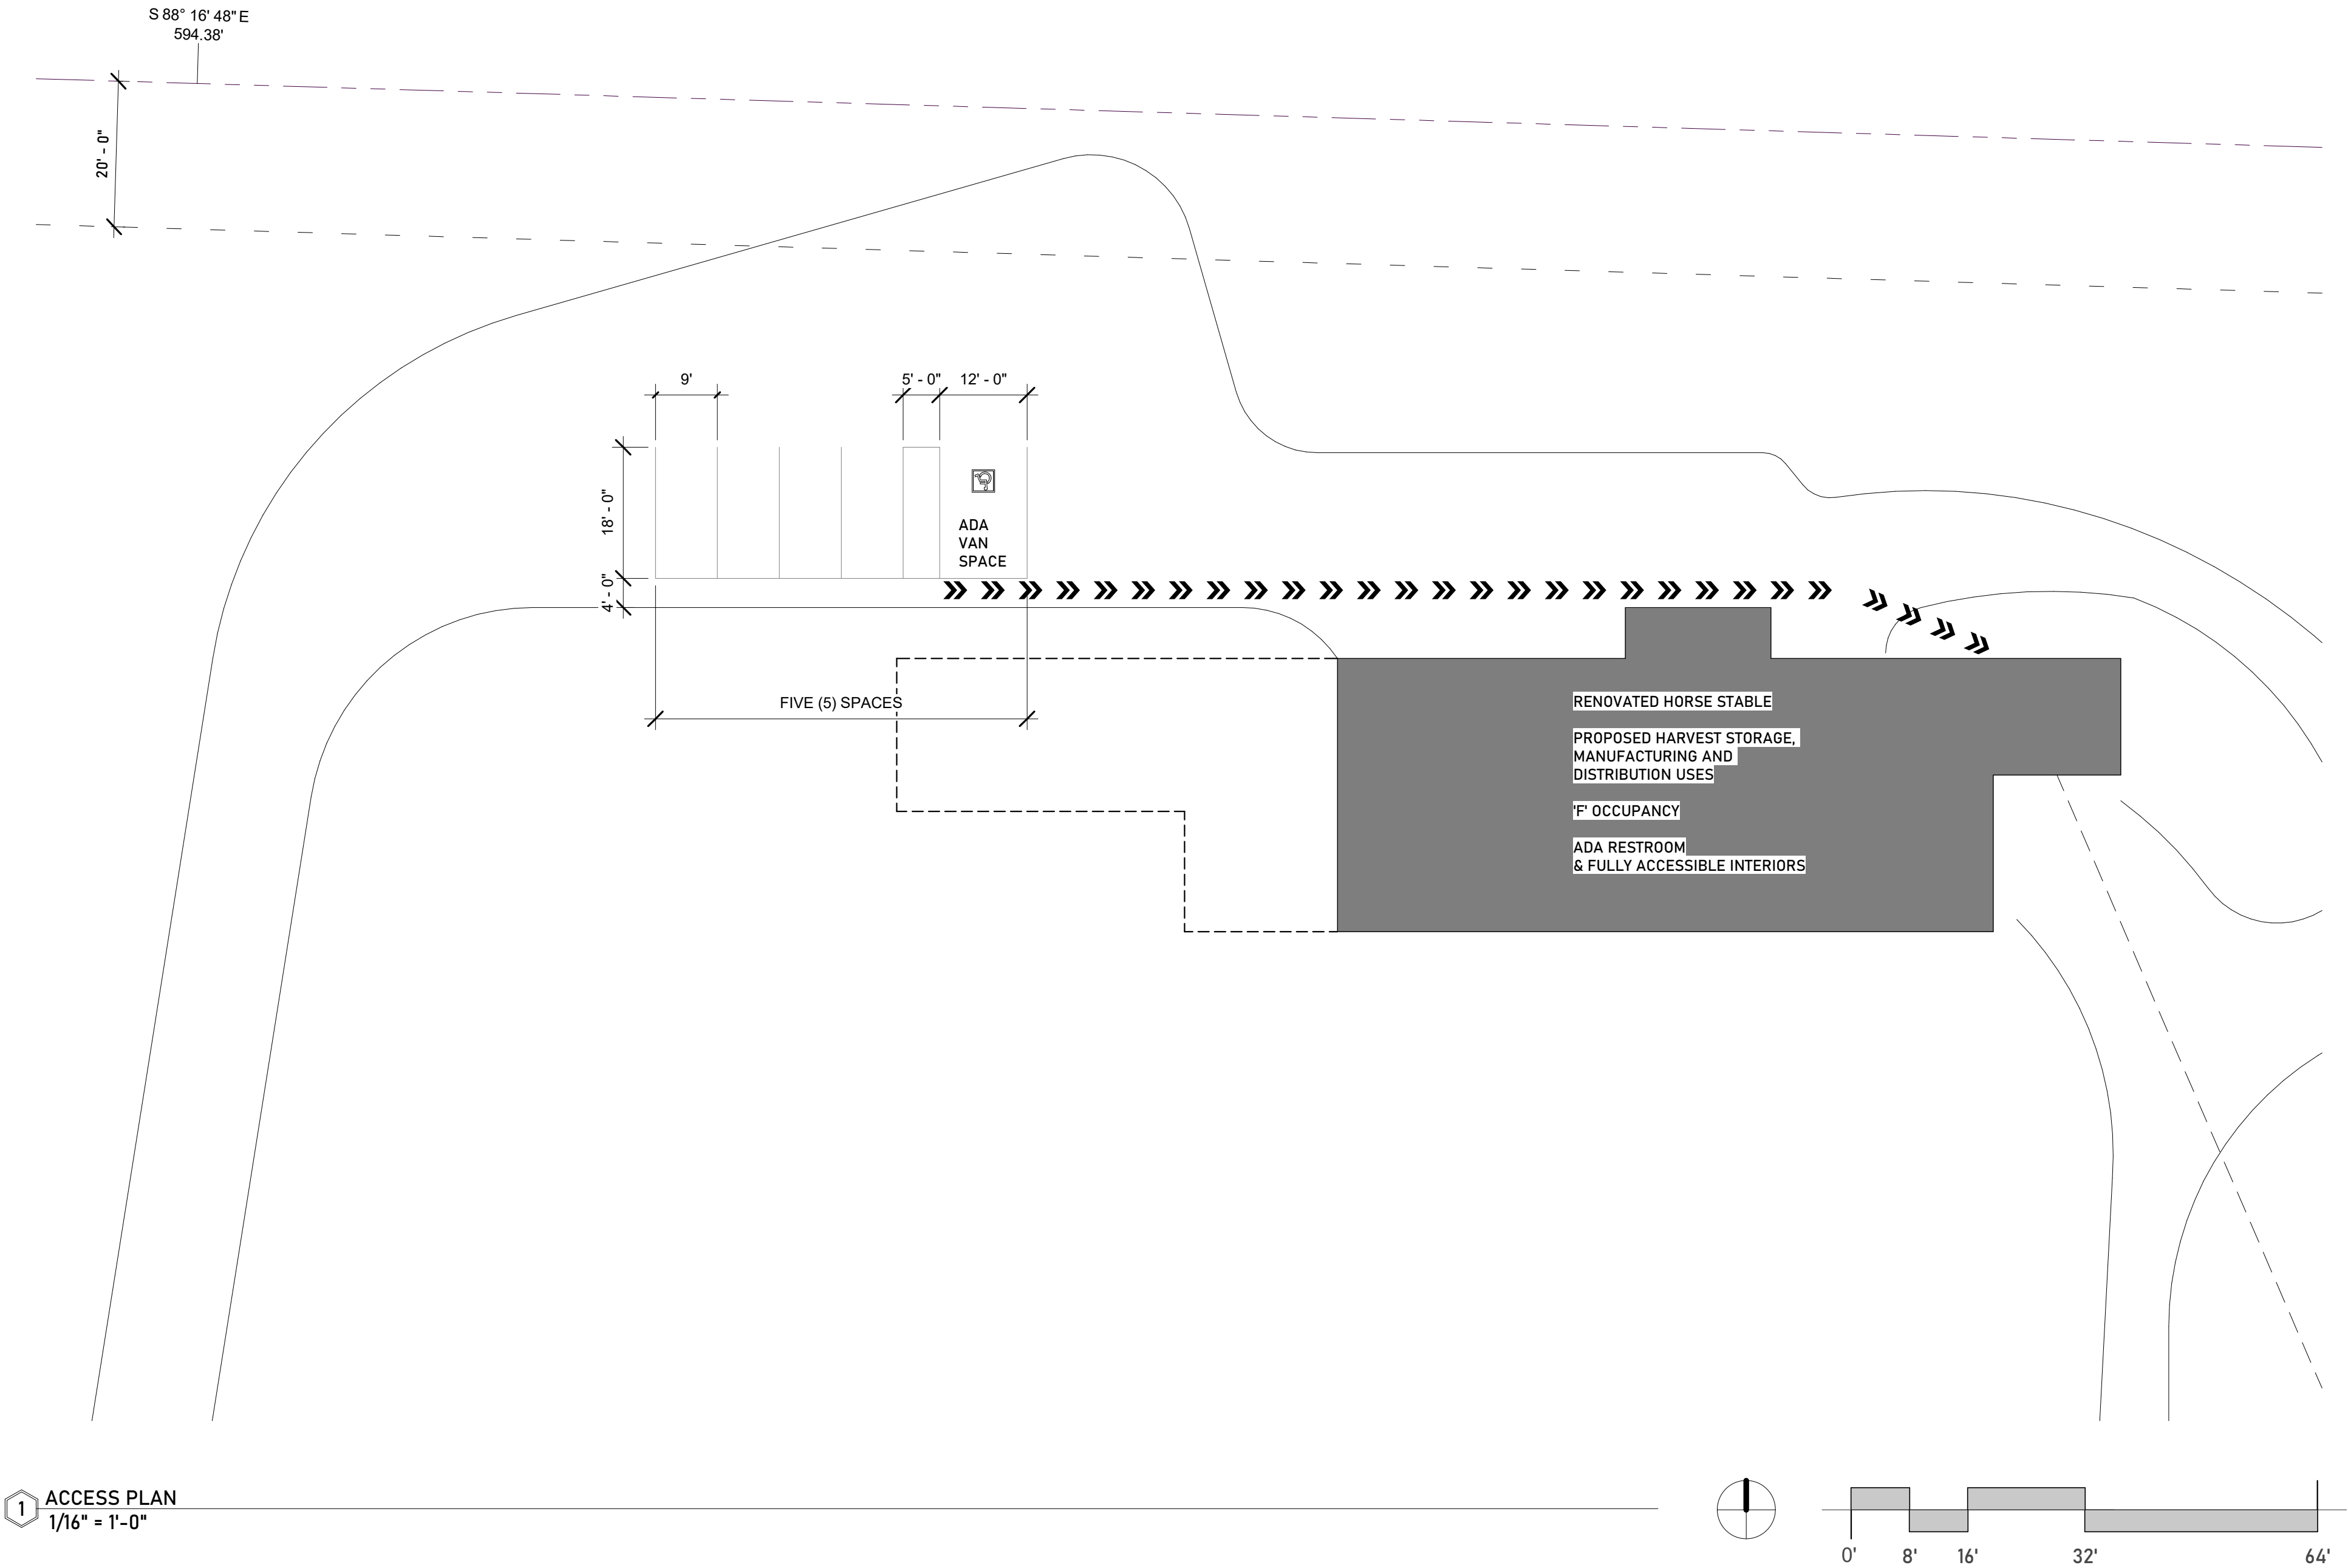 S 88° 16' 48" E
594.38'
20' - 0"
9'
5' - 0"
12' - 0"
18' - 0"
4' - 0"
ADA
VAN
SPACE
FIVE (5) SPACES
RENOVATED HORSE STABLE
PROPOSED HARVEST STORAGE,
MANUFACTURING AND
DISTRIBUTION USES
'F' OCCUPANCY
ADA RESTROOM
& FULLY ACCESSIBLE INTERIORS
1
ACCESS PLAN
1/16" = 1'-0"
0'
8'
16'
32'
64'